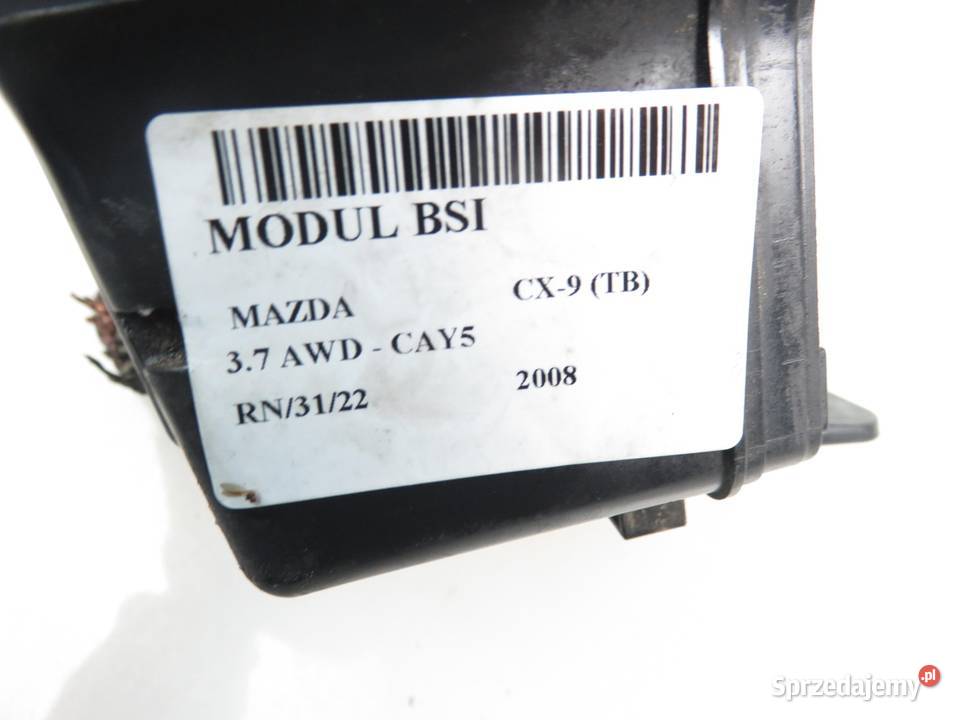 MODUL BSI
MAZDA CX-9 (TB)
3.7 AWD - CAY5
RN/31/22 2008
Sprzedajemy.pl